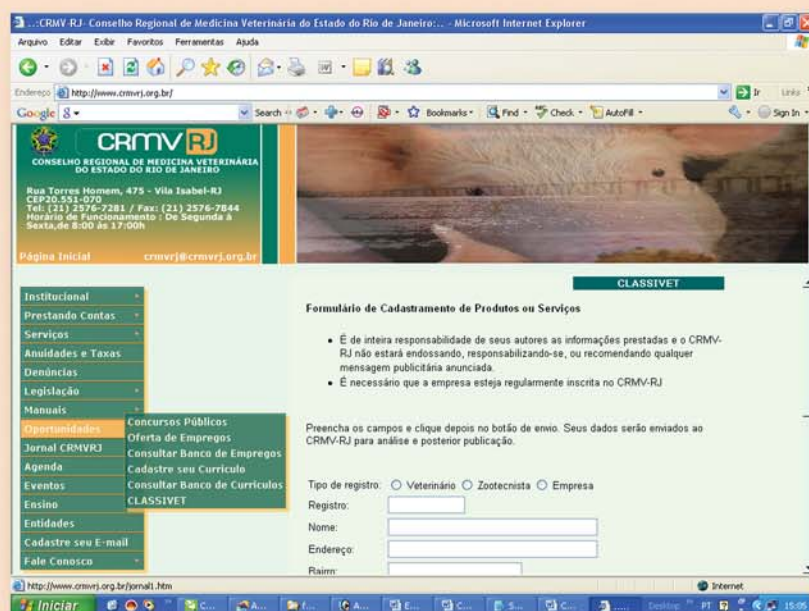 ..:CRMV-RJ- Conselho Regional de Medicina Veterinária do Estado do Rio de Janeiro:... - Microsoft Internet Explorer
Arquivo Editar Exibir Favoritos Ferramentas Ajuda
Endereço http://www.crmvrj.org.br/ Ir Links
Google Search Bookmarks Find Check AutoFill Sign In
CRMV RJ
CONSELHO REGIONAL DE MEDICINA VETERINÁRIA
DO ESTADO DO RIO DE JANEIRO
Rua Torres Homem, 475 - Vila Isabel-RJ
CEP20.551-070
Tel: (21) 2576-7281 / Fax: (21) 2576-7844
Horário de Funcionamento : De Segunda à
Sexta,de 8:00 às 17:00h
Página Inicial crmvrj@crmvrj.org.br
CLASSIVET
Institucional
Prestando Contas
Serviços
Anuidades e Taxas
Denúncias
Legislação
Manuais
Oportunidades
Jornal CRMVRJ
Agenda
Eventos
Ensino
Entidades
Cadastre seu E-mail
Fale Conosco
Concursos Públicos
Oferta de Empregos
Consultar Banco de Empregos
Cadastre seu Currículo
Consultar Banco de Currículos
CLASSIVET
Formulário de Cadastramento de Produtos ou Serviços
É de inteira responsabilidade de seus autores as informações prestadas e o CRMV-
RJ não estará endossando, responsabilizando-se, ou recomendando qualquer
mensagem publicitária anunciada.
É necessário que a empresa esteja regularmente inscrita no CRMV-RJ
Preencha os campos e clique depois no botão de envio. Seus dados serão enviados ao
CRMV-RJ para análise e posterior publicação.
Tipo de registro: Veterinário Zootecnista Empresa
Registro:
Nome:
Endereço:
Bairro:
http://www.crmvrj.org.br/jornal1.htm Internet
Iniciar C... A... f... A... E... C... S... C... Desktop PT